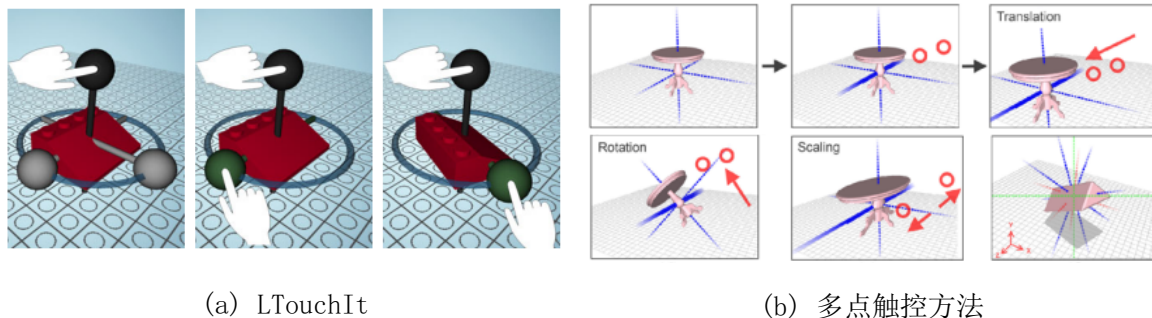 Translation
Rotation
Scaling
Y
X
Z
(a) LTouchIt
(b) 多点触控方法